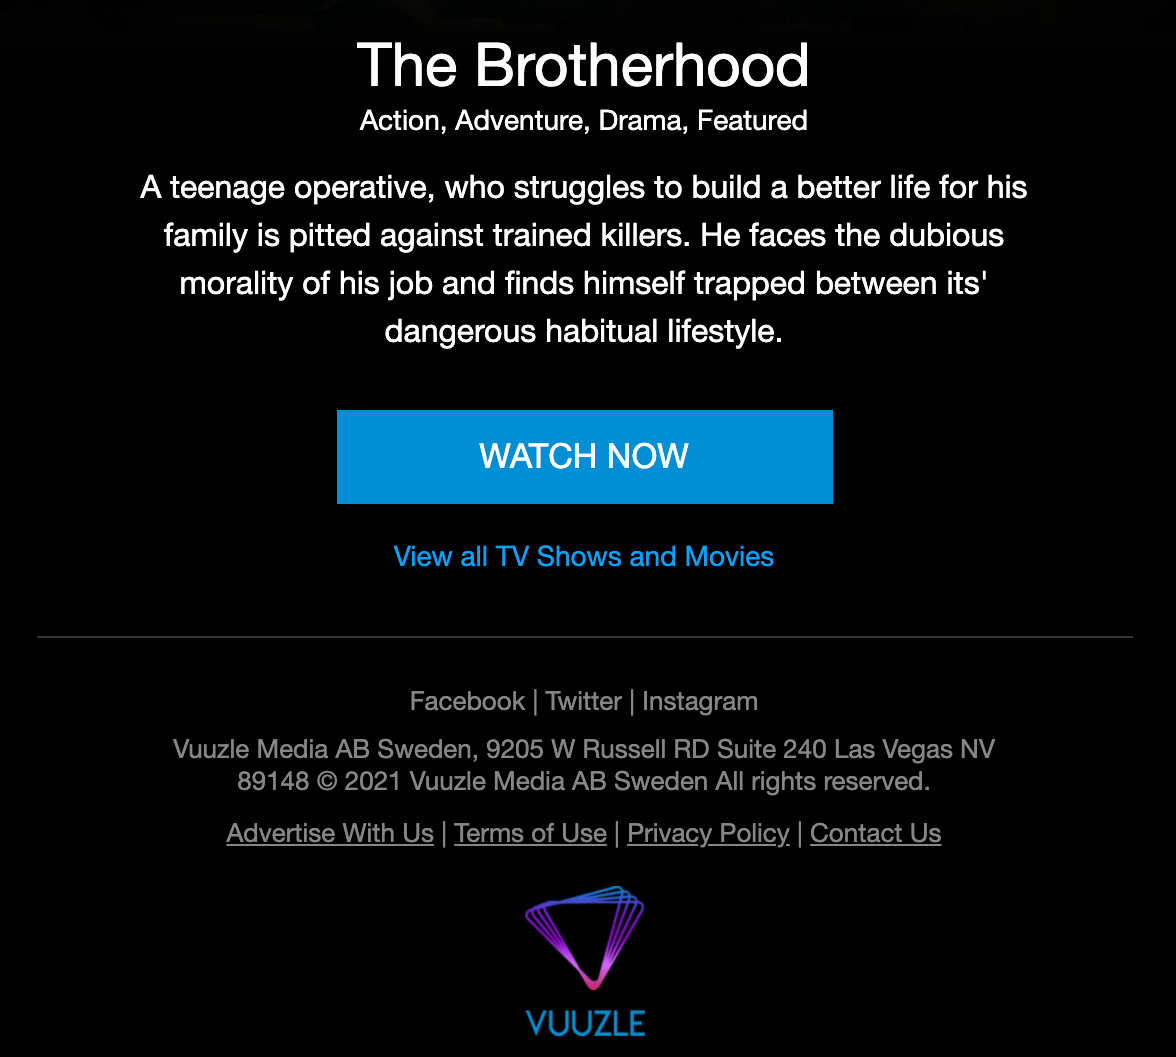 The Brotherhood
Action, Adventure, Drama, Featured
A teenage operative, who struggles to build a better life for his
family is pitted against trained killers. He faces the dubious
morality of his job and finds himself trapped between its'
dangerous habitual lifestyle.
WATCH NOW
View all TV Shows and Movies
Facebook | Twitter | Instagram
Vuuzle Media AB Sweden, 9205 W Russell RD Suite 240 Las Vegas NV
89148 © 2021 Vuuzle Media AB Sweden All rights reserved.
Advertise With Us | Terms of Use | Privacy Policy | Contact Us
VUUZLE